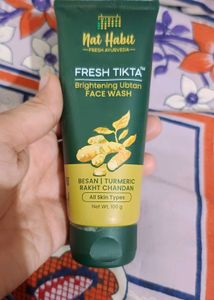 Nat Habit
FRESH AYURVEDA
FRESH TIKTA™
Brightening Ubtan
FACE WASH
BESAN | TURMERIC
RAKHT CHANDAN
All Skin Types
Net Wt. 100 g